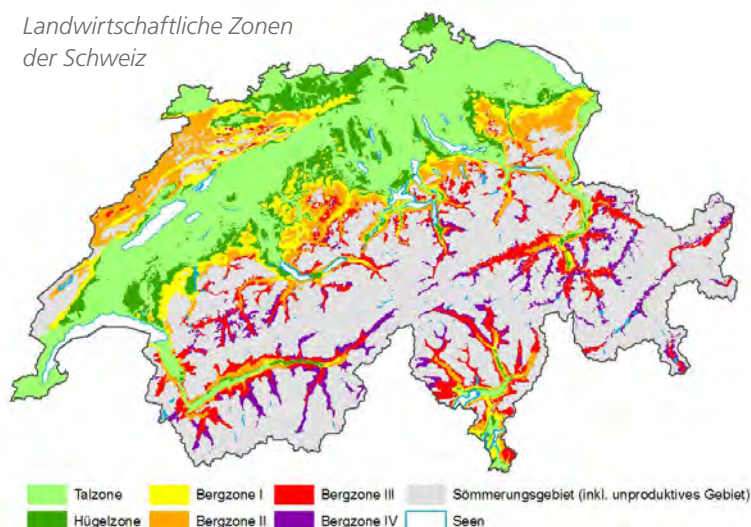 Landwirtschaftliche Zonen
der Schweiz
Talzone
Bergzone I
Bergzone III
Sömmerungsgebiet (inkl. unproduktives Gebiet)
Hügelzone
Bergzone II
Bergzone IV
Seen